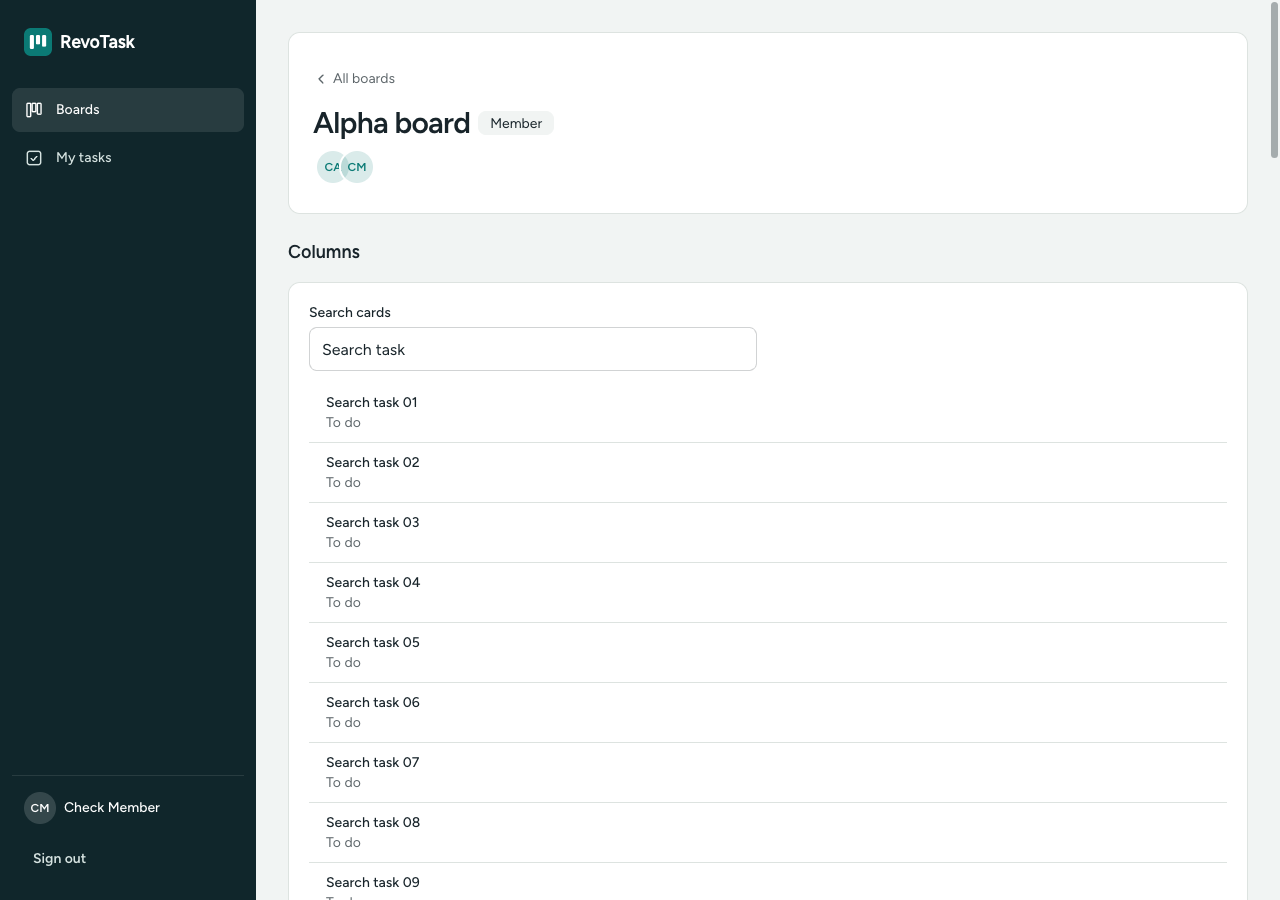 RevoTask
Boards
My tasks
Check Member
CM
Sign out
All boards
Alpha board
Member
CA
CM
Columns
Search cards
Search task
Search task 01
To do
Search task 02
To do
Search task 03
To do
Search task 04
To do
Search task 05
To do
Search task 06
To do
Search task 07
To do
Search task 08
To do
Search task 09